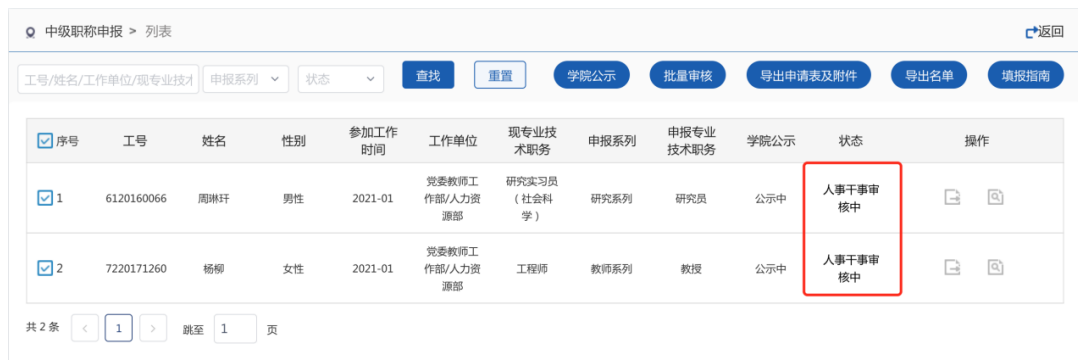 中级职称申报 > 列表
返回
工号/姓名/工作单位/现专业技术
申报系列
状态
查找
重置
学院公示
批量审核
导出申请表及附件
导出名单
填报指南
序号 工号 姓名 性别 参加工作 工作单位 现专业技 申报系列 申报专业 学院公示 状态 操作
时间 术职务 技术职务
党委教师工 研究实习员
1 6120160066 周琳玕 男性 2021-01 作部/人力资 (社会科 研究系列 研究员 公示中 人事干事审
源部 学) 核中
党委教师工
2 7220171260 杨柳 女性 2021-01 作部/人力资 工程师 教师系列 教授 公示中 人事干事审
源部 核中
共 2 条 < 1 > 跳至 1 页